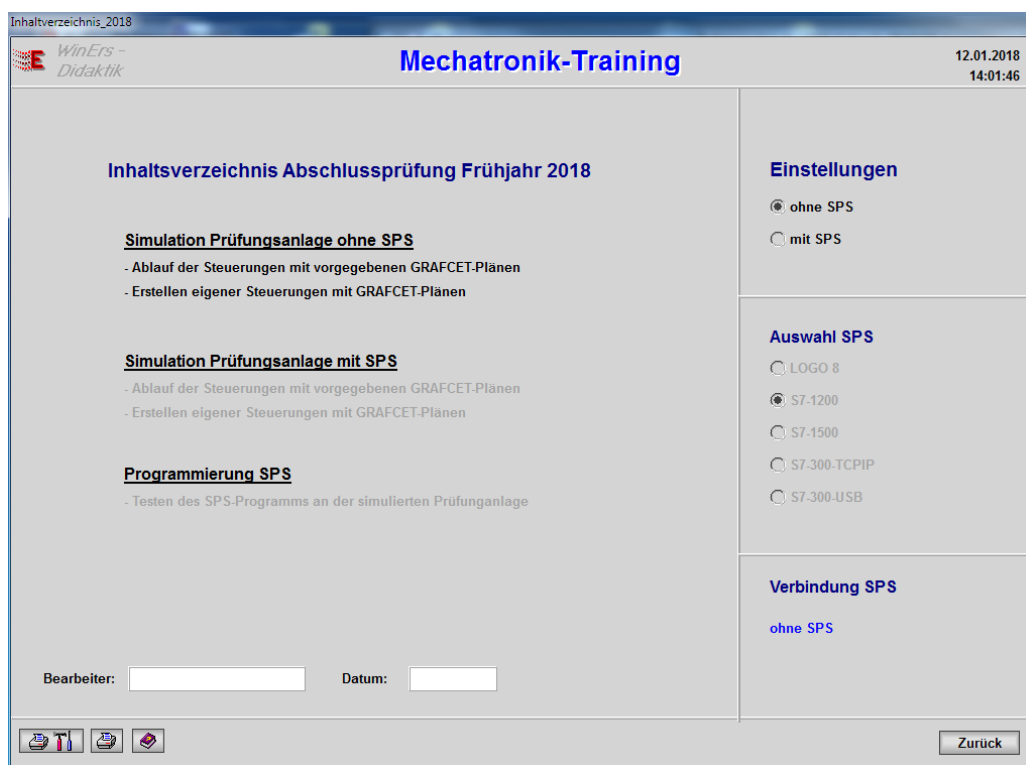 Inhaltverzeichnis_2018
WinErs -
Didaktik
Mechatronik-Training
12.01.2018
14:01:46
Inhaltsverzeichnis Abschlussprüfung Frühjahr 2018
Simulation Prüfungsanlage ohne SPS
- Ablauf der Steuerungen mit vorgegebenen GRAFCET-Plänen
- Erstellen eigener Steuerungen mit GRAFCET-Plänen
Simulation Prüfungsanlage mit SPS
- Ablauf der Steuerungen mit vorgegebenen GRAFCET-Plänen
- Erstellen eigener Steuerungen mit GRAFCET-Plänen
Programmierung SPS
- Testen des SPS-Programms an der simulierten Prüfunganlage
Bearbeiter:
Datum:
Einstellungen
ohne SPS
mit SPS
Auswahl SPS
LOGO 8
S7-1200
S7-1500
S7-300-TCPIP
S7-300-USB
Verbindung SPS
ohne SPS
Zurück